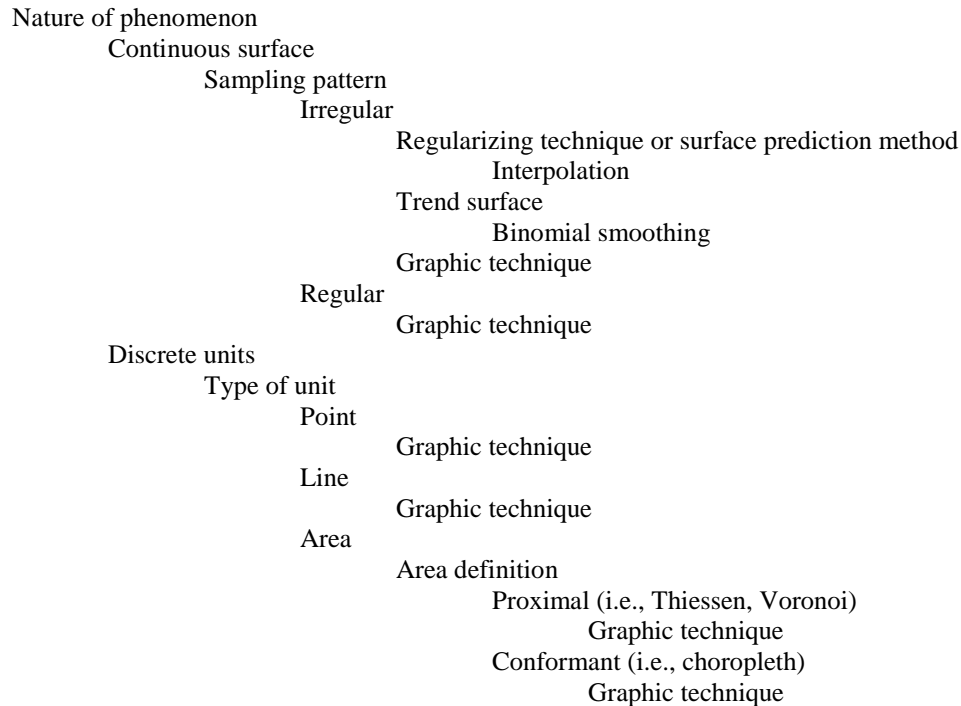 Nature of phenomenon
Continuous surface
Sampling pattern
Irregular
Regularizing technique or surface prediction method
Interpolation
Trend surface
Binomial smoothing
Graphic technique
Regular
Graphic technique
Discrete units
Type of unit
Point
Graphic technique
Line
Graphic technique
Area
Area definition
Proximal (i.e., Thiessen, Voronoi)
Graphic technique
Conformant (i.e., choropleth)
Graphic technique